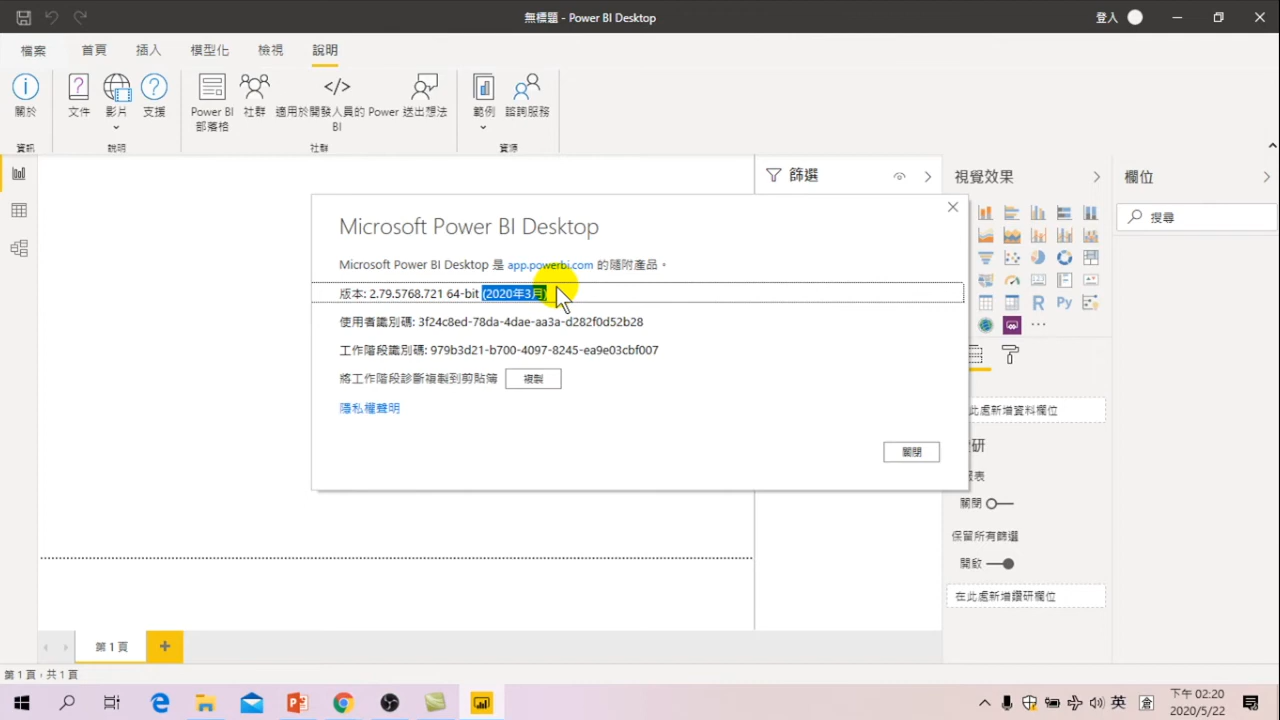 無標題 - Power BI Desktop
登入
檔案
首頁
插入
模型化
檢視
說明
關於
文件
影片
支援
Power BI
部落格
社群
適用於開發人員的 Power
BI
送出想法
範例
諮詢服務
資訊
說明
社群
資源
篩選
視覺效果
欄位
搜尋
Microsoft Power BI Desktop
Microsoft Power BI Desktop 是 app.powerbi.com 的隨附產品。
版本: 2.79.5768.721 64-bit (2020年3月)
使用者識別碼: 3f24c8ed-78da-4dae-aa3a-d282f0d52b28
工作階段識別碼: 979b3d21-b700-4097-8245-ea9e03cbf007
將工作階段診斷複製到剪貼簿
複製
隱私權聲明
關閉
R
Py
此處新增資料欄位
研
表
關閉
保留所有篩選
開啟
在此處新增鑽研欄位
第 1 頁
第 1 頁，共 1 頁
英
倉
下午 02:20
2020/5/22